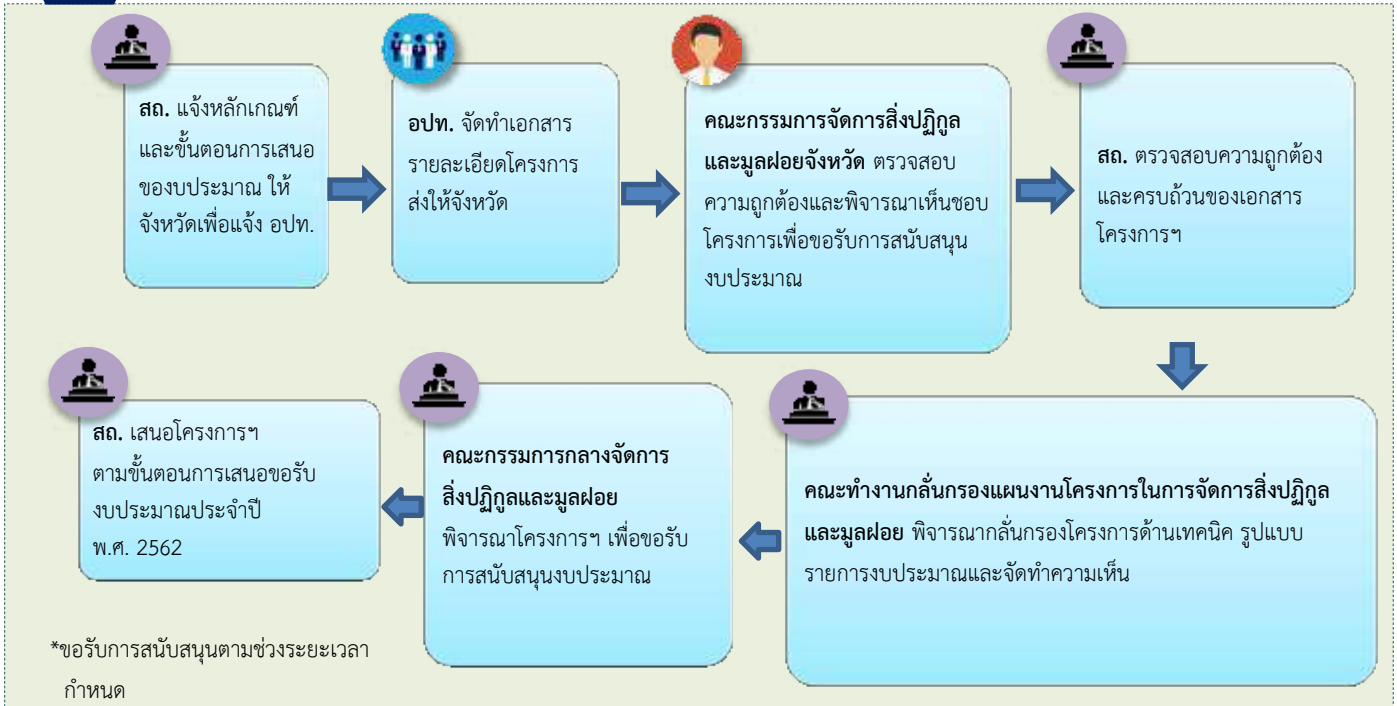 สถ. แจ้งหลักเกณฑ์
และขั้นตอนการเสนอ
ของบประมาณ ให้
จังหวัดเพื่อแจ้ง อปท.
อปท. จัดทำเอกสาร
รายละเอียดโครงการ
ส่งให้จังหวัด
คณะกรรมการจัดการสิ่งปฏิกูล
และมูลฝอยจังหวัด ตรวจสอบ
ความถูกต้องและพิจารณาเห็นชอบ
โครงการเพื่อขอรับการสนับสนุน
งบประมาณ
สถ. ตรวจสอบความถูกต้อง
และครบถ้วนของเอกสาร
โครงการฯ
คณะทำงานกลั่นกรองแผนงานโครงการในการจัดการสิ่งปฏิกูล
และมูลฝอย พิจารณากลั่นกรองโครงการด้านเทคนิค รูปแบบ
รายการงบประมาณและจัดทำความเห็น
คณะกรรมการกลางจัดการ
สิ่งปฏิกูลและมูลฝอย
พิจารณาโครงการฯ เพื่อขอรับ
การสนับสนุนงบประมาณ
สถ. เสนอโครงการฯ
ตามขั้นตอนการเสนอขอรับ
งบประมาณประจำปี
พ.ศ. 2562
*ขอรับการสนับสนุนตามช่วงระยะเวลา
กำหนด